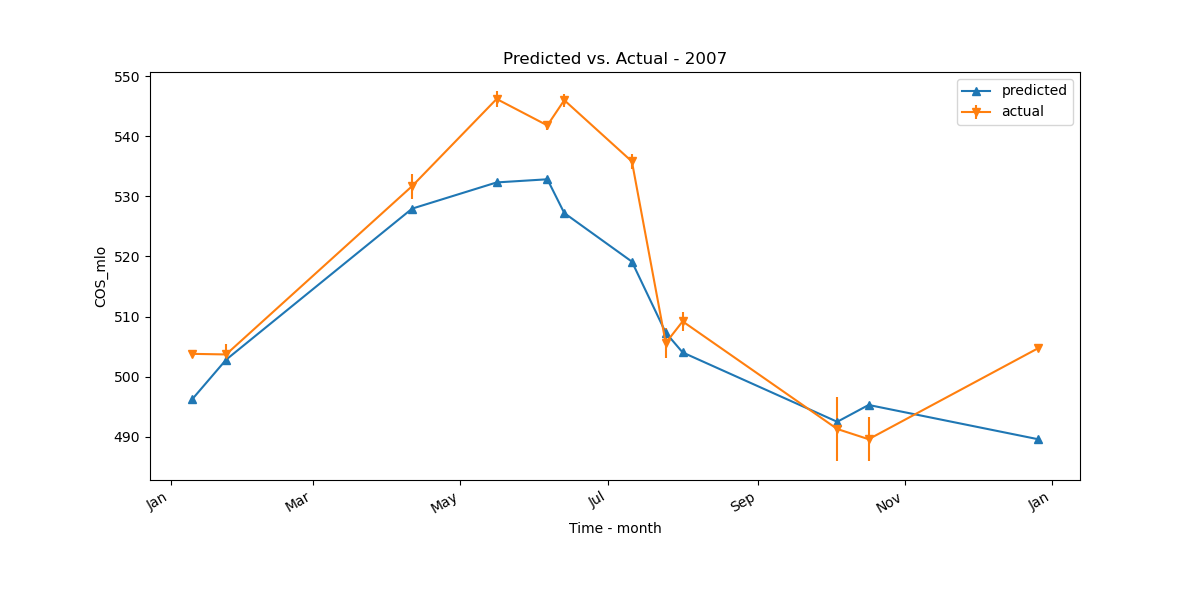 Predicted vs. Actual - 2007
predicted
actual
550
540
530
520
510
500
490
COS_mlo
Jan
Mar
May
Jul
Sep
Nov
Jan
Time - month